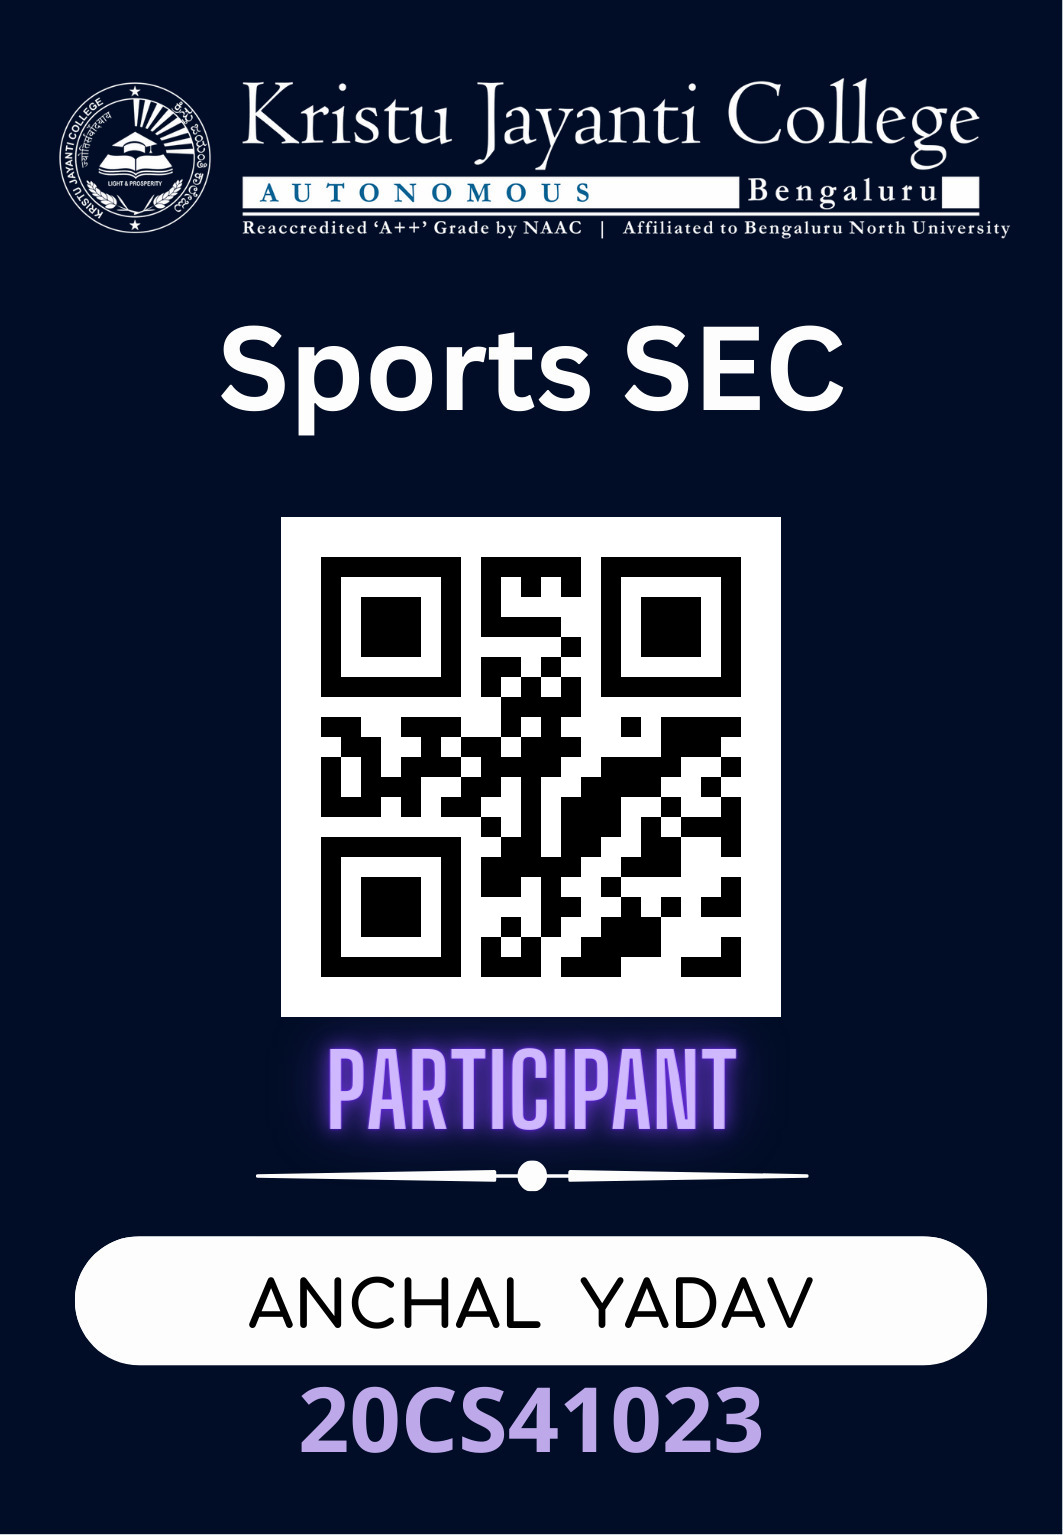 KRISTU JAYANTI COLLEGE
LIGHT & PROSPERITY
Kristu Jayanti College
AUTONOMOUS Bengaluru
Reaccredited ‘A++’ Grade by NAAC | Affiliated to Bengaluru North University
Sports SEC
PARTICIPANT
ANCHAL YADAV
20CS41023